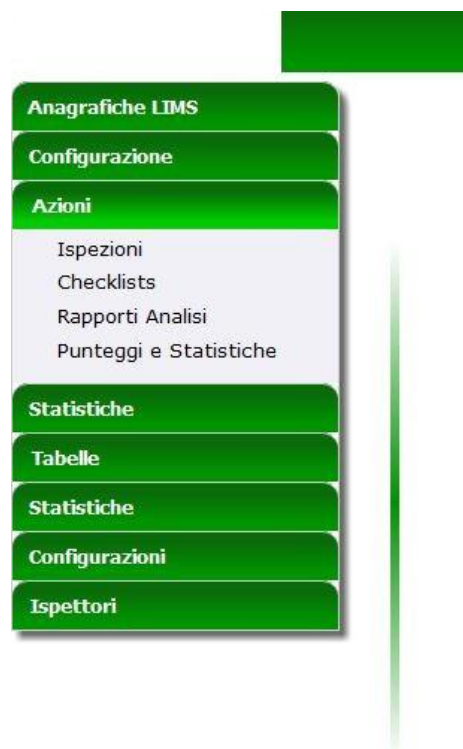 Anagrafiche LIMS
Configurazione
Azioni
Ispezioni
Checklists
Rapporti Analisi
Punteggi e Statistiche
Statistiche
Tabelle
Statistiche
Configurazioni
Ispettori